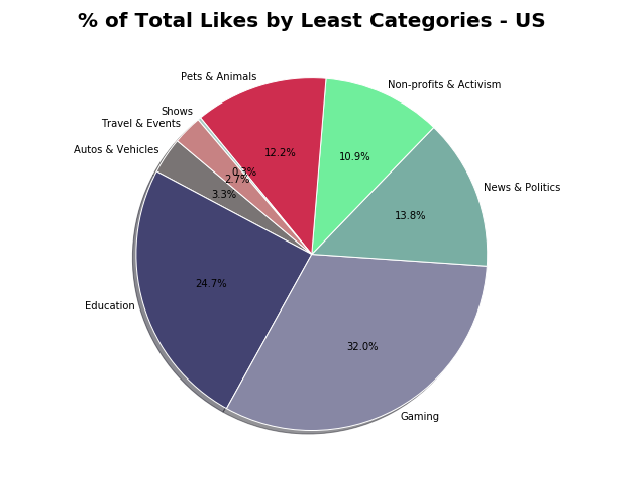 % of Total Likes by Least Categories - US
Pets & Animals
Non-profits & Activism
Shows
Travel & Events
Autos & Vehicles
12.2%
10.9%
0.3%
2.7%
3.3%
News & Politics
13.8%
24.7%
Education
32.0%
Gaming